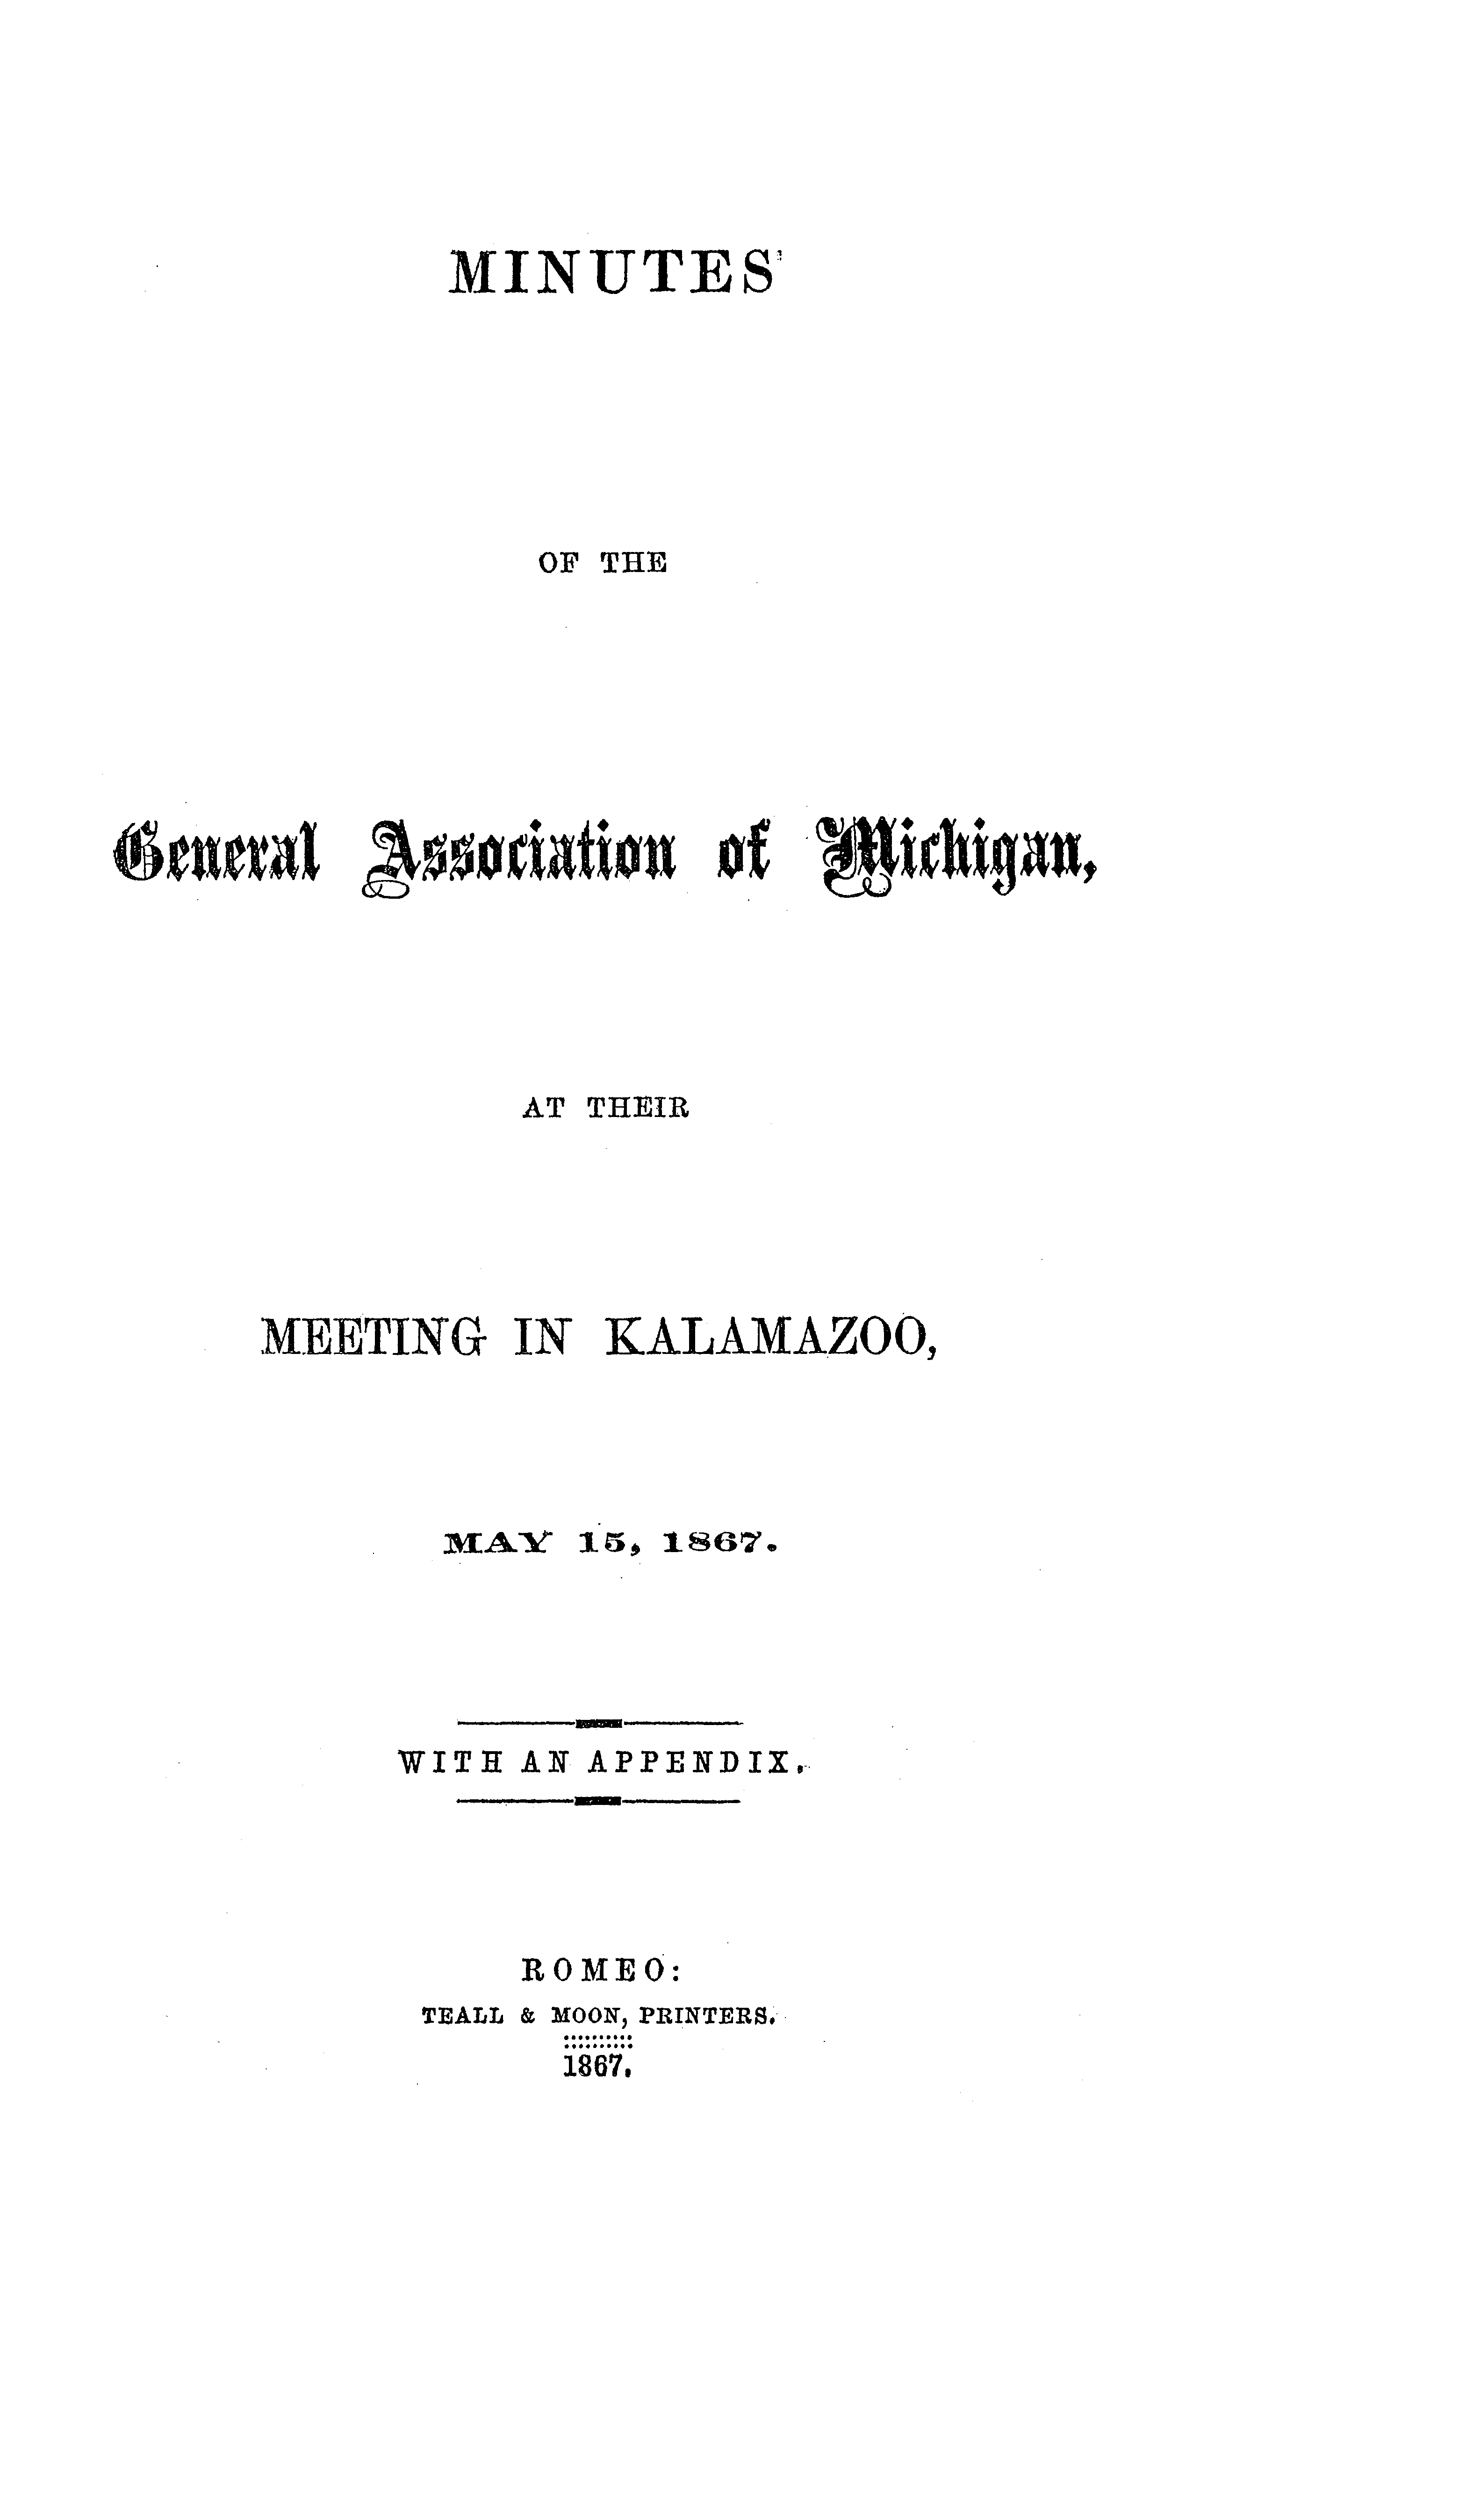 MINUTES
OF THE
General Association of Michigan,
AT THEIR
MEETING IN KALAMAZOO,
MAY 15, 1867.
WITH AN APPENDIX.
ROMEO:
TEALL & MOON, PRINTERS.
1867.